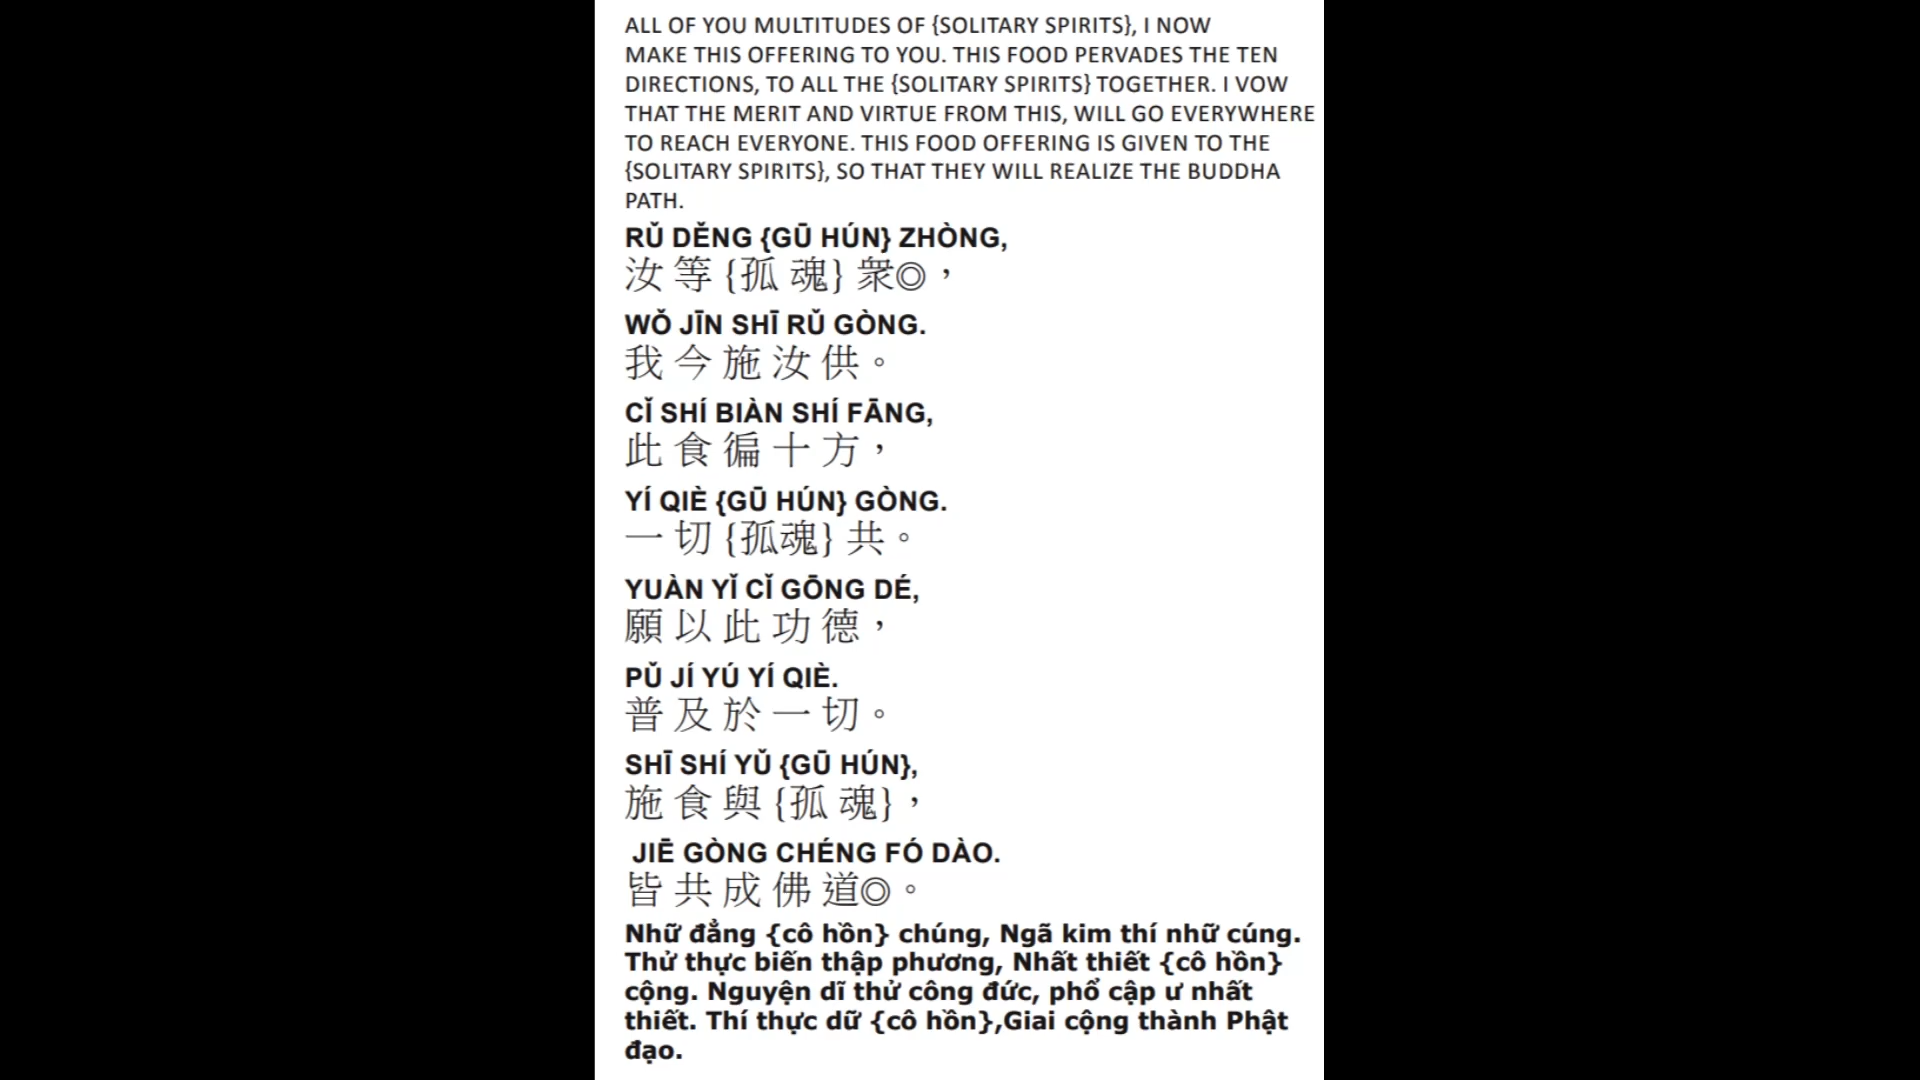 ALL OF YOU MULTITUDES OF {SOLITARY SPIRITS}, I NOW
MAKE THIS OFFERING TO YOU. THIS FOOD PERVADES THE TEN
DIRECTIONS, TO ALL THE {SOLITARY SPIRITS} TOGETHER. I VOW
THAT THE MERIT AND VIRTUE FROM THIS, WILL GO EVERYWHERE
TO REACH EVERYONE. THIS FOOD OFFERING IS GIVEN TO THE
{SOLITARY SPIRITS}, SO THAT THEY WILL REALIZE THE BUDDHA
PATH.
RǓ DĚNG {GŪ HÚN} ZHÒNG,
汝 等 {孤 魂} 衆◎，
WǑ JĪN SHĪ RǓ GÒNG.
我 今 施 汝 供。
CǏ SHÍ BIÀN SHÍ FĀNG,
此 食 徧 十 方，
YÍ QIÈ {GŪ HÚN} GÒNG.
一 切 {孤魂} 共。
YUÀN YǏ CǏ GŌNG DÉ,
願 以 此 功 德，
PǓ JÍ YÚ YÍ QIÈ.
普 及 於 一 切。
SHĪ SHÍ YǓ {GŪ HÚN},
施 食 與 {孤 魂}，
JIĒ GÒNG CHÉNG FÓ DÀO.
皆 共 成 佛 道◎。
Nhữ đẳng {cô hồn} chúng, Ngã kim thí nhữ cúng.
Thử thực biến thập phương, Nhất thiết {cô hồn}
cộng. Nguyện dĩ thử công đức, phổ cập ư nhất
thiết. Thí thực dữ {cô hồn},Giai cộng thành Phật
đạo.